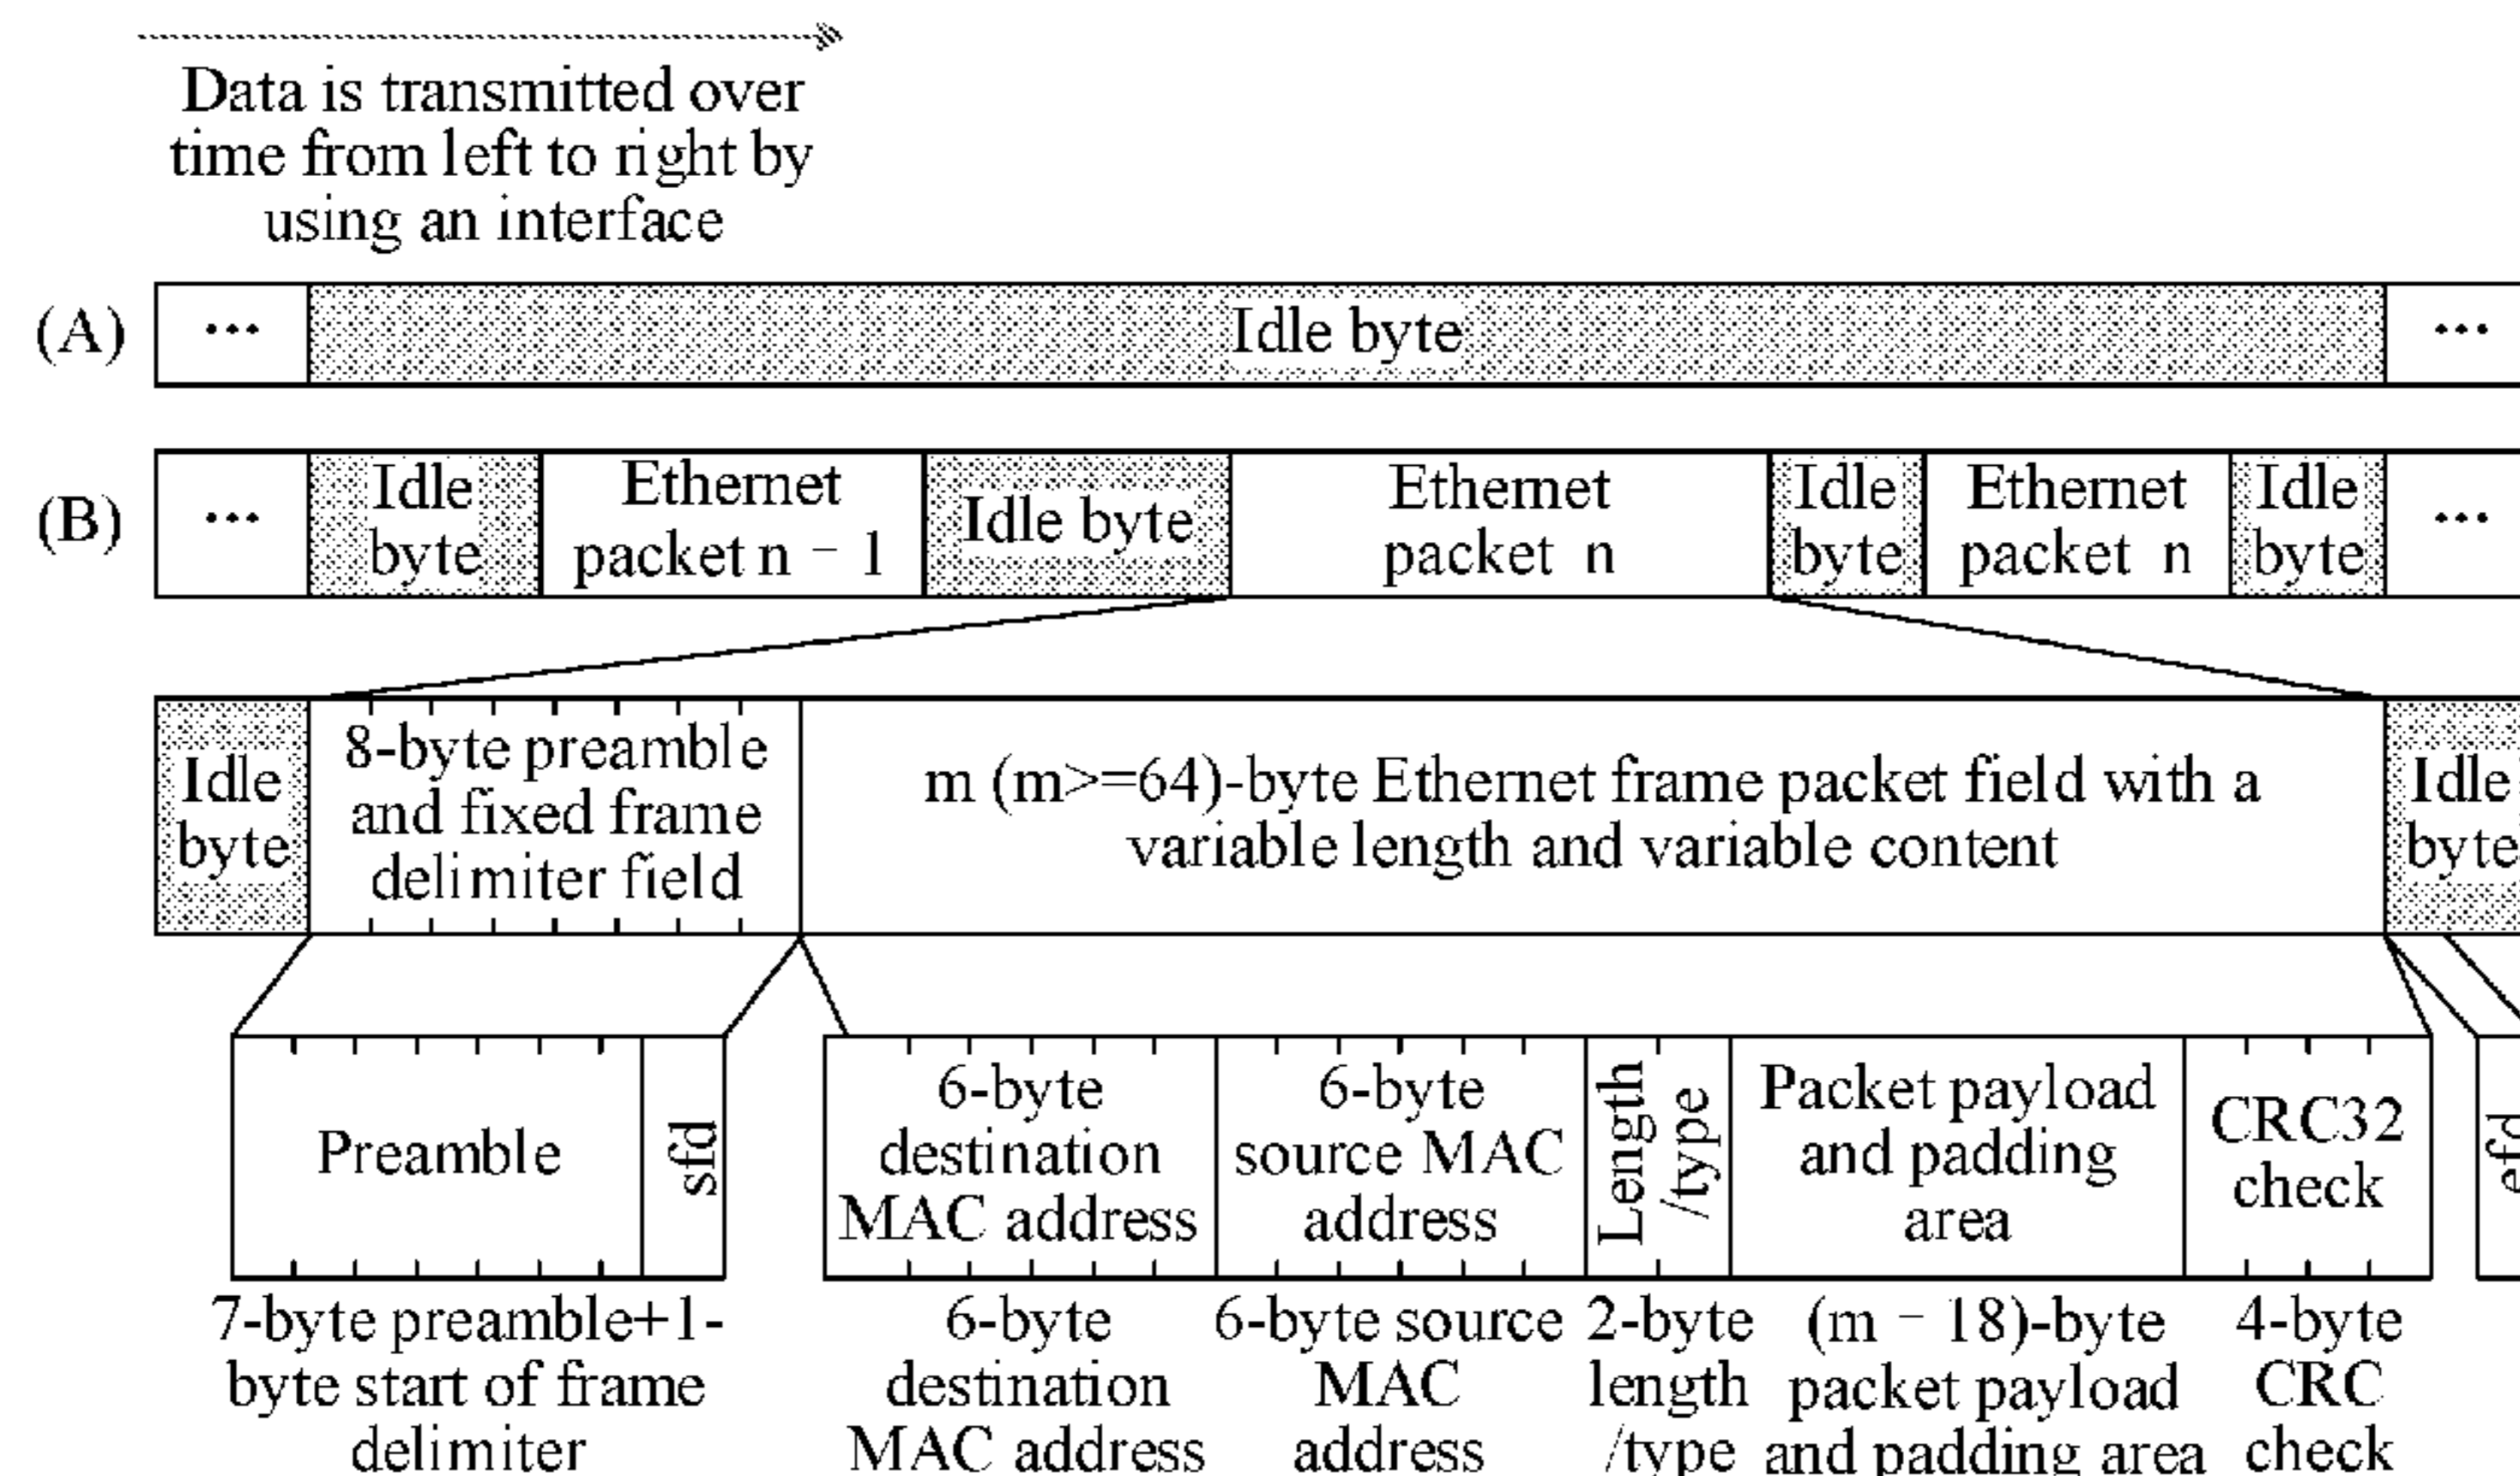 Data is transmitted over
time from left to right by
using an interface
(A)
...
Idle byte
...
(B)
...
Idle
byte
Ethernet
packet n − 1
Idle byte
Ethernet
packet n
Idle
byte
Ethernet
packet n
Idle
byte
...
Idle
byte
8-byte preamble
and fixed frame
delimiter field
m (m>=64)-byte Ethernet frame packet field with a
variable length and variable content
Idle
byte
Preamble
sfd
6-byte
destination
MAC address
6-byte
source MAC
address
Length
/type
Packet payload
and padding
area
CRC32
check
efd
7-byte preamble+1-
byte start of frame
delimiter
6-byte
destination
MAC address
6-byte source
MAC
address
2-byte
length
/type
(m − 18)-byte
packet payload
and padding area
4-byte
CRC
check